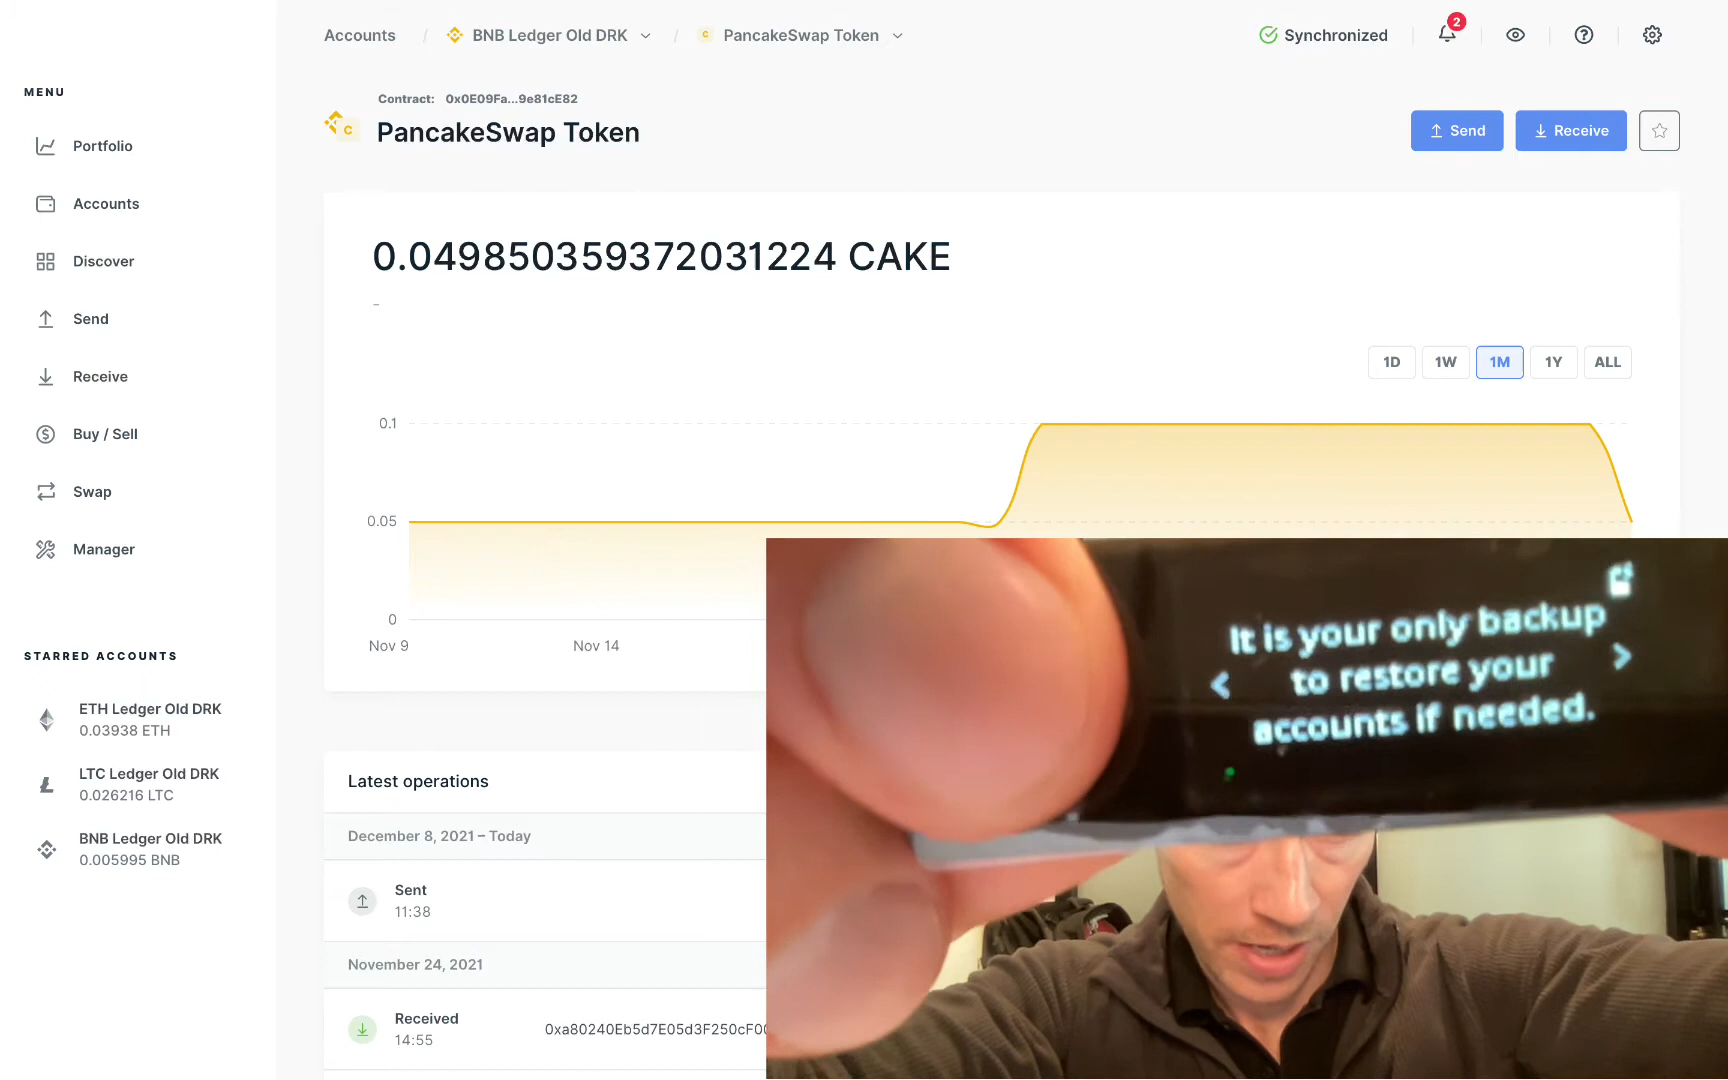 Accounts / BNB Ledger Old DRK / C PancakeSwap Token
Synchronized
2
MENU
Portfolio
Accounts
Discover
Send
Receive
Buy / Sell
Swap
Manager
STARRED ACCOUNTS
ETH Ledger Old DRK
0.03938 ETH
LTC Ledger Old DRK
0.026216 LTC
BNB Ledger Old DRK
0.005995 BNB
Contract: 0x0E09Fa...9e81cE82
C PancakeSwap Token
Send
Receive
0.049850359372031224 CAKE
-
1D 1W 1M 1Y ALL
0.1
0.05
0
Nov 9 Nov 14
Latest operations
December 8, 2021 – Today
Sent
11:38
November 24, 2021
Received
14:55
0xa80240Eb5d7E05d3F250cF00
It is your only backup
to restore your
accounts if needed.